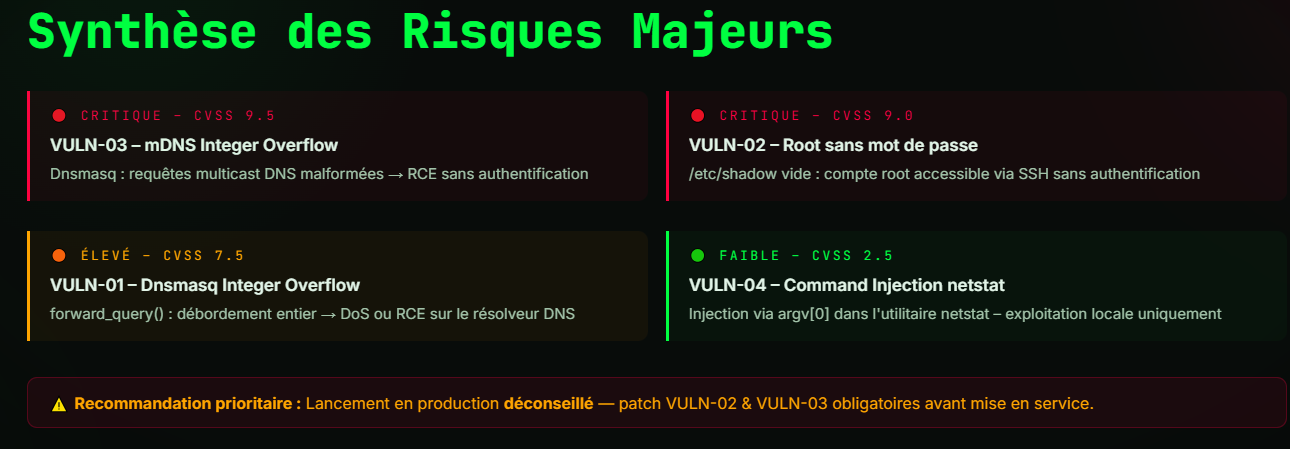 Synthèse des Risques Majeurs
CRITIQUE – CVSS 9.5
VULN-03 – mDNS Integer Overflow
Dnsmasq : requêtes multicast DNS malformées → RCE sans authentification
CRITIQUE – CVSS 9.0
VULN-02 – Root sans mot de passe
/etc/shadow vide : compte root accessible via SSH sans authentification
ÉLEVÉ – CVSS 7.5
VULN-01 – Dnsmasq Integer Overflow
forward_query() : débordement entier → DoS ou RCE sur le résolveur DNS
FAIBLE – CVSS 2.5
VULN-04 – Command Injection netstat
Injection via argv[0] dans l'utilitaire netstat – exploitation locale uniquement
⚠ Recommandation prioritaire : Lancement en production déconseillé — patch VULN-02 & VULN-03 obligatoires avant mise en service.